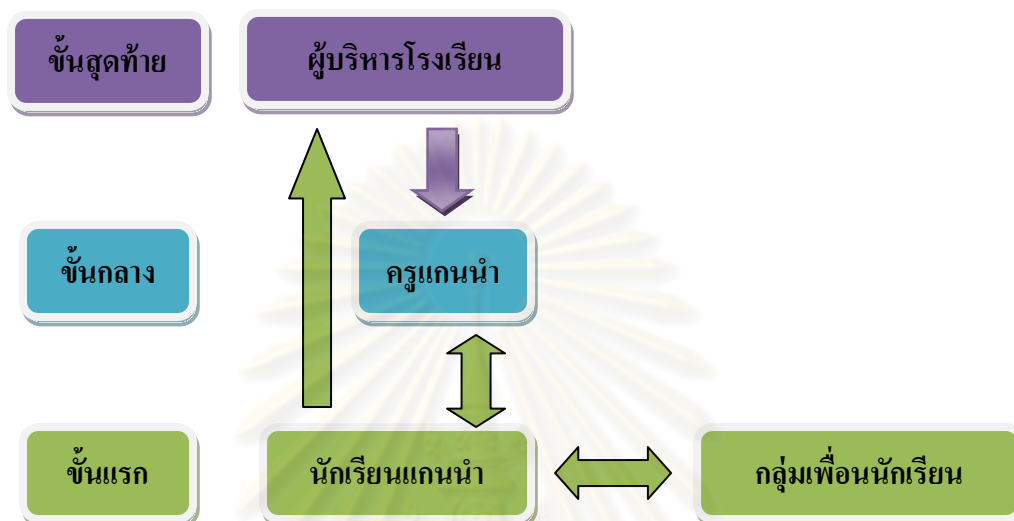 ขั้นสุดท้าย ผู้บริหารโรงเรียน
ขั้นกลาง ครูแกนนำ
ขั้นแรก นักเรียนแกนนำ กลุ่มเพื่อนนักเรียน